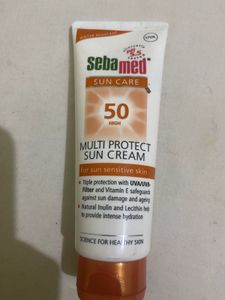 sebamed
SUN CARE
50
HIGH
MULTI PROTECT
SUN CREAM
for sun sensitive skin
• Triple protection with UVA/UVB-
Filter and Vitamin E safeguards
against sun damage and ageing
• Natural Inulin and Lecithin helps
to provide intense hydration
SCIENCE FOR HEALTHY SKIN